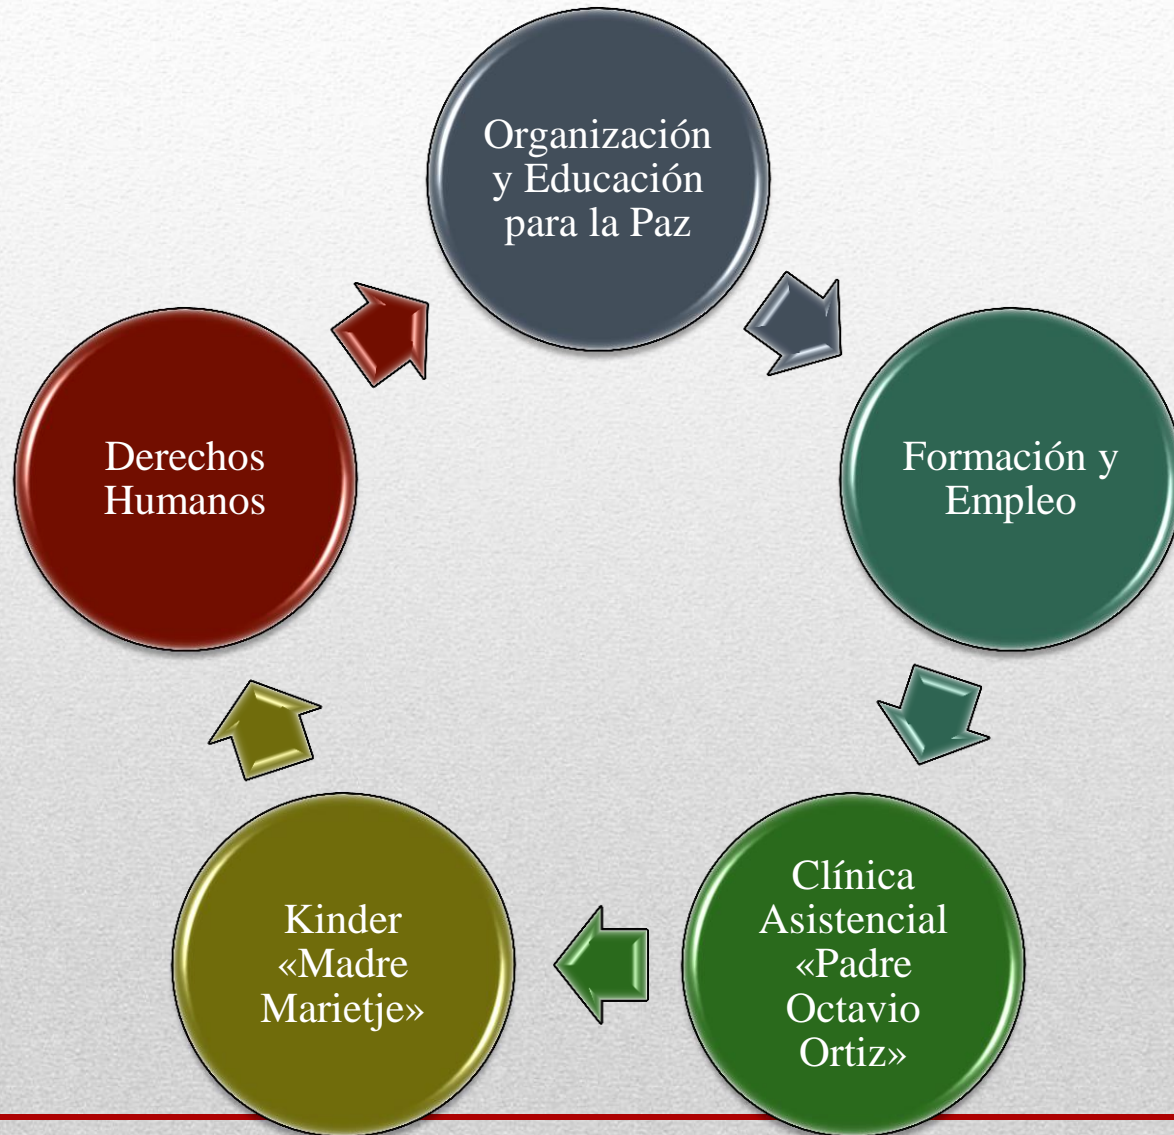 Organización
y Educación
para la Paz
Formación y
Empleo
Clínica
Asistencial
«Padre
Octavio
Ortiz»
Kinder
«Madre
Marietje»
Derechos
Humanos